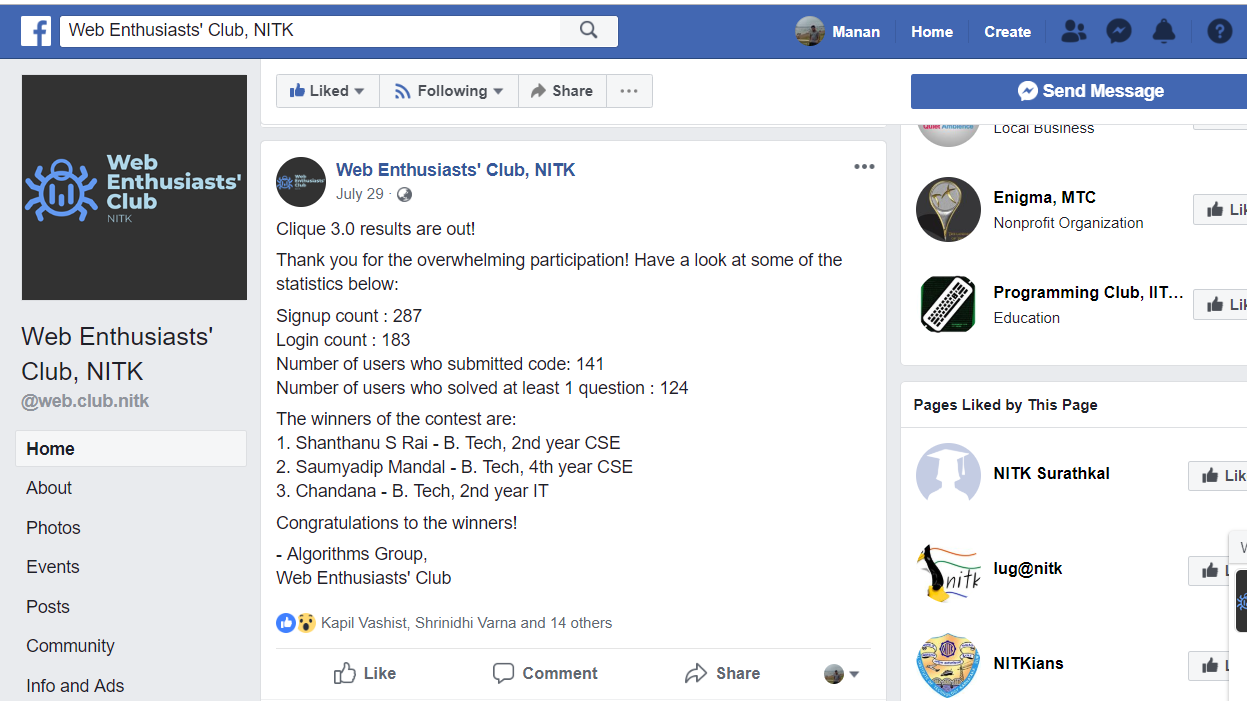 Web Enthusiasts' Club, NITK
Manan
Home
Create
Web
Enthusiasts'
Club
NITK
Web Enthusiasts'
Club, NITK
@web.club.nitk
Home
About
Photos
Events
Posts
Community
Info and Ads
Liked
Following
Share
Send Message
Web Enthusiasts' Club, NITK
July 29
Clique 3.0 results are out!
Thank you for the overwhelming participation! Have a look at some of the
statistics below:
Signup count : 287
Login count : 183
Number of users who submitted code: 141
Number of users who solved at least 1 question : 124
The winners of the contest are:
1. Shanthanu S Rai - B. Tech, 2nd year CSE
2. Saumyadip Mandal - B. Tech, 4th year CSE
3. Chandana - B. Tech, 2nd year IT
Congratulations to the winners!
- Algorithms Group,
Web Enthusiasts' Club
Kapil Vashist, Shrinidhi Varna and 14 others
Like
Comment
Share
Quiet Ambience
Local Business
Enigma, MTC
Nonprofit Organization
Programming Club, IIT...
Education
Pages Liked by This Page
NITK Surathkal
lug@nitk
nitk
NITKians